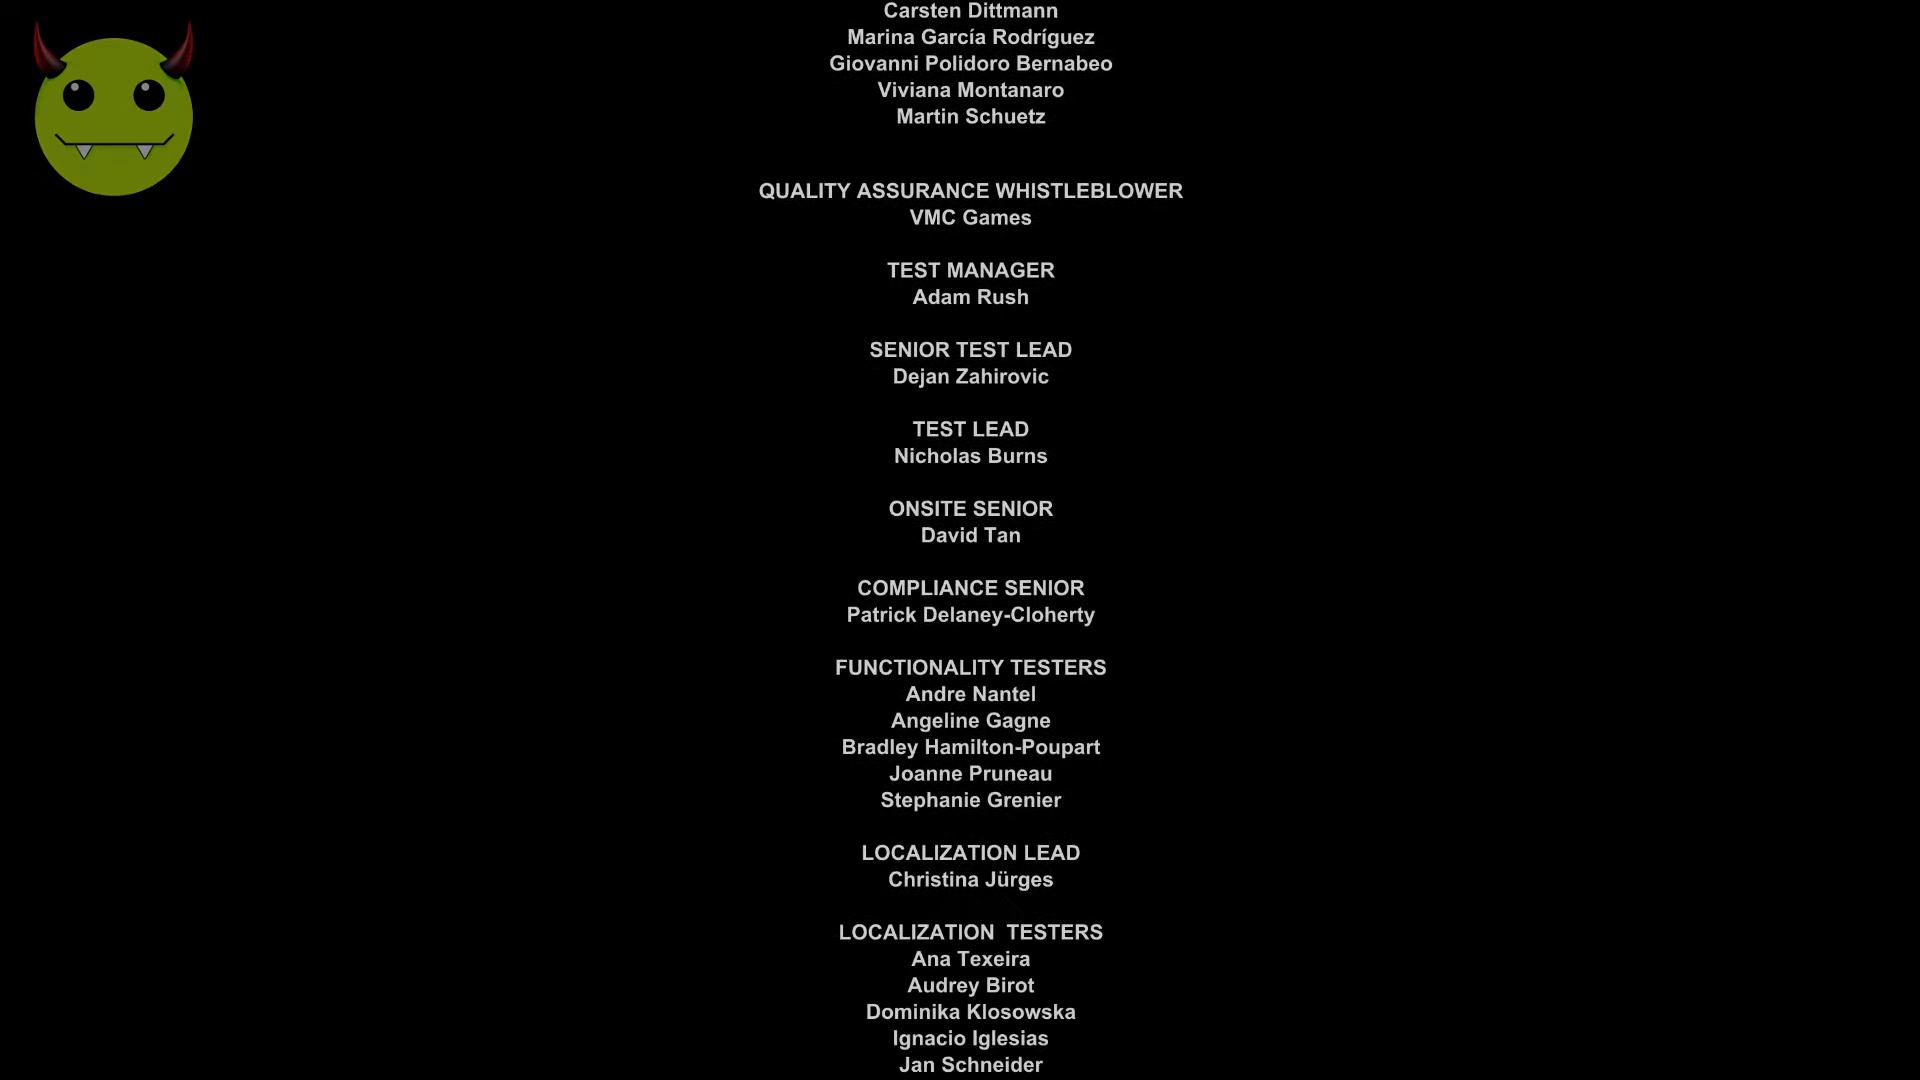 Carsten Dittmann
Marina García Rodríguez
Giovanni Polidoro Bernabeo
Viviana Montanaro
Martin Schuetz
QUALITY ASSURANCE WHISTLEBLOWER
VMC Games
TEST MANAGER
Adam Rush
SENIOR TEST LEAD
Dejan Zahirovic
TEST LEAD
Nicholas Burns
ONSITE SENIOR
David Tan
COMPLIANCE SENIOR
Patrick Delaney-Cloherty
FUNCTIONALITY TESTERS
Andre Nantel
Angeline Gagne
Bradley Hamilton-Poupart
Joanne Pruneau
Stephanie Grenier
LOCALIZATION LEAD
Christina Jürges
LOCALIZATION  TESTERS
Ana Texeira
Audrey Birot
Dominika Klosowska
Ignacio Iglesias
Jan Schneider